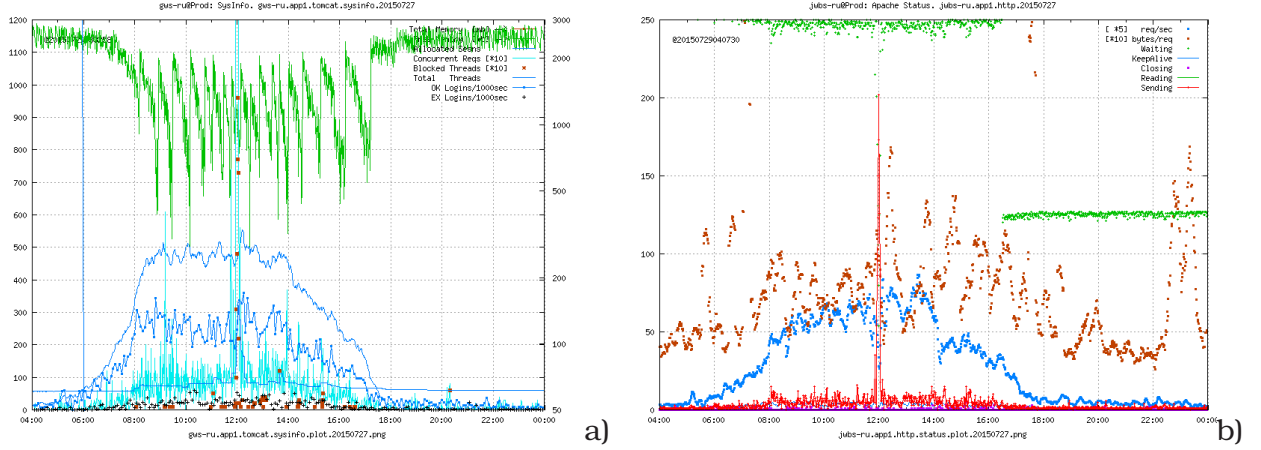 gws-ru@Prod: SysInfo. gws-ru.app1.tomcat.sysinfo.20150727
1200
1100
1000
900
800
700
600
500
400
300
200
100
0
3000
2000
1000
500
200
100
50
Allocated Seans
Concurrent Reqs [*10]
Blocked Threads [*10]
Total Threads
OK Logins/1000sec
EX Logins/1000sec
04:00 06:00 08:00 10:00 12:00 14:00 16:00 18:00 20:00 22:00 00:00
gws-ru.app1.tomcat.sysinfo.plot.20150727.png
a)
jwbs-ru@Prod: Apache Status. jwbs-ru.app1.http.20150727
@20150729040730
250
200
250
150
100
50
0
[ *5] req/sec
[*10] bytes/req
Waiting
KeepAlive
Closing
Reading
Sending
04:00 06:00 08:00 10:00 12:00 14:00 16:00 18:00 20:00 22:00 00:00
jwbs-ru.app1.http.status.plot.20150727.png
b)